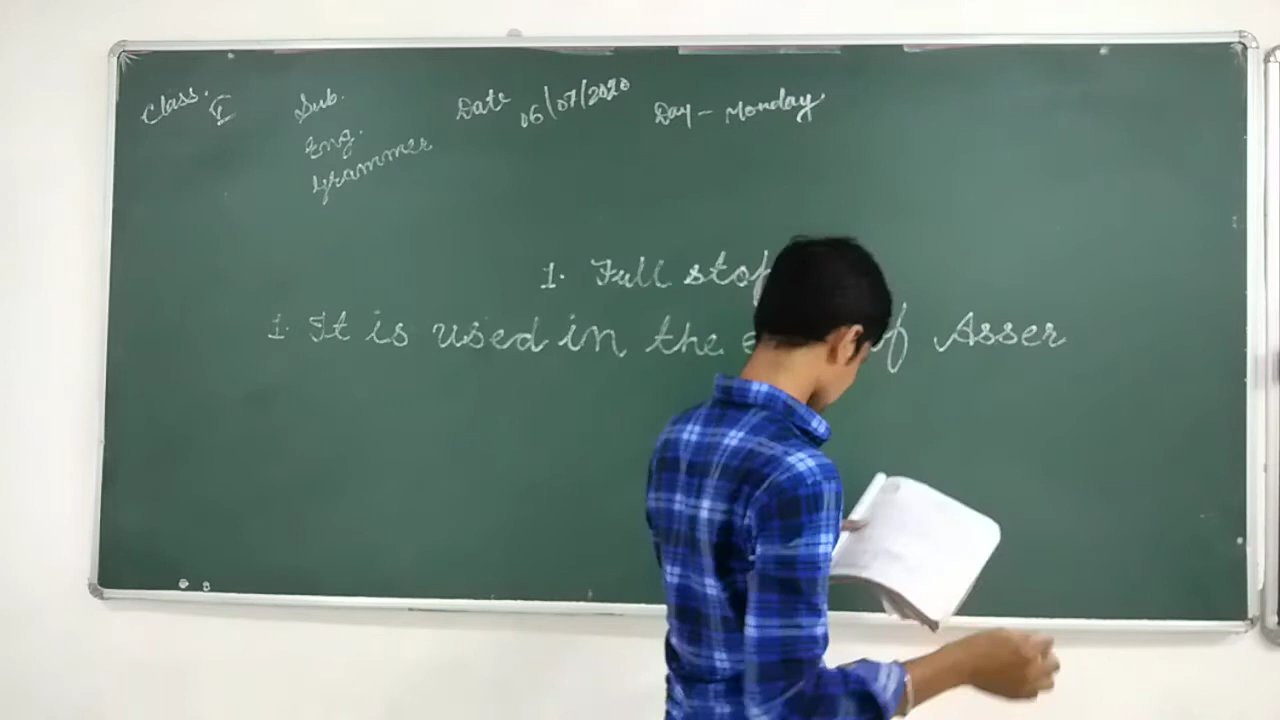 Class. I Sub. Date 06/07/2020 Day - Monday.
Eng.
Grammer
1. Full stop
1. It is used in the of Asser